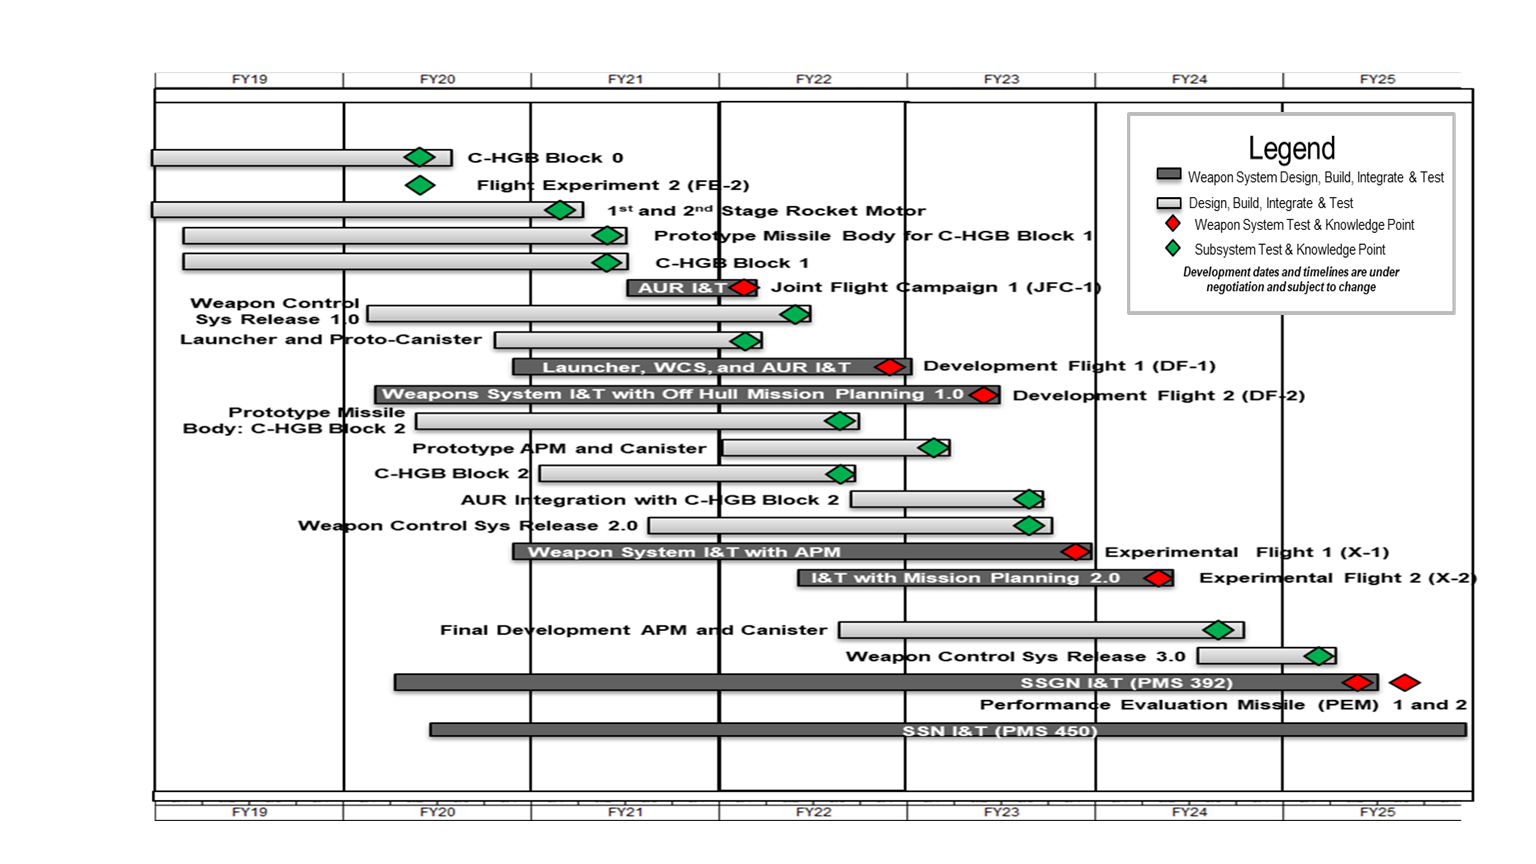 FY19 FY20 FY21 FY22 FY23 FY24 FY25
Legend
Weapon System Design, Build, Integrate & Test
Design, Build, Integrate & Test
Weapon System Test & Knowledge Point
Subsystem Test & Knowledge Point
Development dates and timelines are under
negotiation and subject to change
C-HGB Block 0
Flight Experiment 2 (FE-2)
1st and 2nd Stage Rocket Motor
Prototype Missile Body for C-HGB Block 1
C-HGB Block 1
AUR I&T Joint Flight Campaign 1 (JFC-1)
Weapon Control
Sys Release 1.0
Launcher and Proto-Canister
Launcher, WCS, and AUR I&T Development Flight 1 (DF-1)
Weapons System I&T with Off Hull Mission Planning 1.0 Development Flight 2 (DF-2)
Prototype Missile
Body: C-HGB Block 2
Prototype APM and Canister
C-HGB Block 2
AUR Integration with C-HGB Block 2
Weapon Control Sys Release 2.0
Weapon System I&T with APM Experimental Flight 1 (X-1)
I&T with Mission Planning 2.0 Experimental Flight 2 (X-2)
Final Development APM and Canister
Weapon Control Sys Release 3.0
SSGN I&T (PMS 392)
Performance Evaluation Missile (PEM) 1 and 2
SSN I&T (PMS 450)
FY19 FY20 FY21 FY22 FY23 FY24 FY25